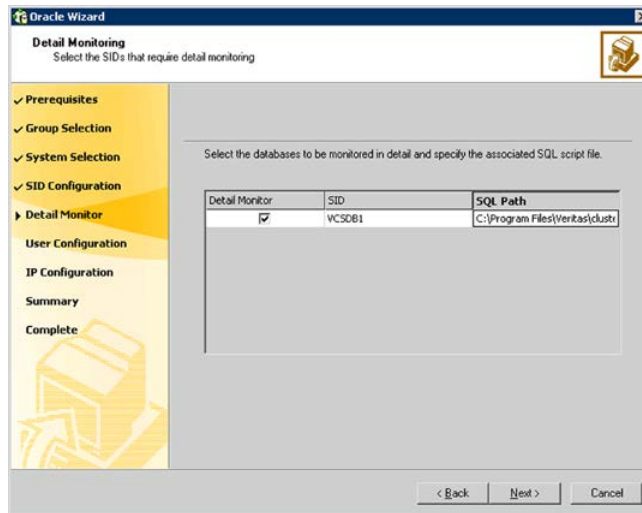 Oracle Wizard
Detail Monitoring
Select the SIDs that require detail monitoring
Prerequisites
Group Selection
System Selection
SID Configuration
Detail Monitor
User Configuration
IP Configuration
Summary
Complete
Select the databases to be monitored in detail and specify the associated SQL script file.
Detail Monitor SID SQL Path
VCSDB1 C:\Program Files\Veritas\cluste
< Back Next > Cancel